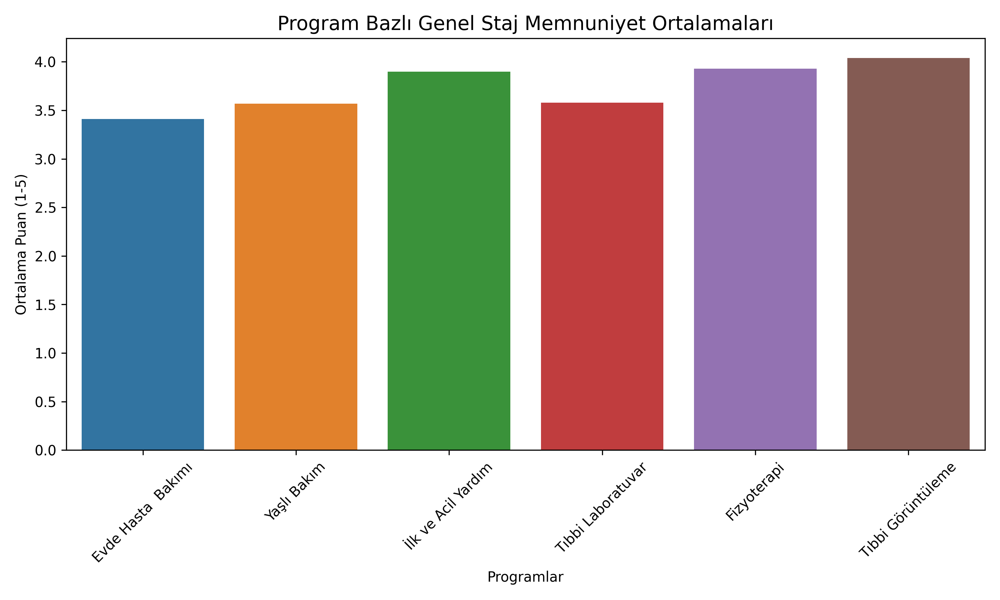 Program Bazlı Genel Staj Memnuniyet Ortalamaları
Ortalama Puan (1-5)
4.0
3.5
3.0
2.5
2.0
1.5
1.0
0.5
0.0
Evde Hasta  Bakımı
Yaşlı Bakım
İlk ve Acil Yardım
Tıbbi Laboratuvar
Fizyoterapi
Tıbbi Görüntüleme
Programlar